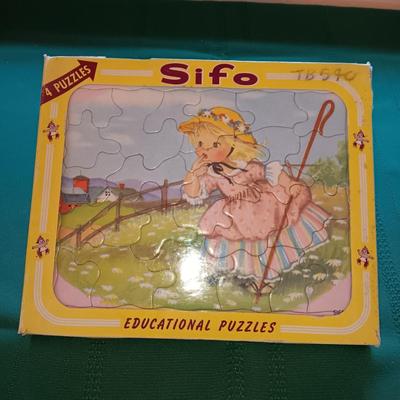 4 PUZZLES
Sifo
TB590
EDUCATIONAL PUZZLES